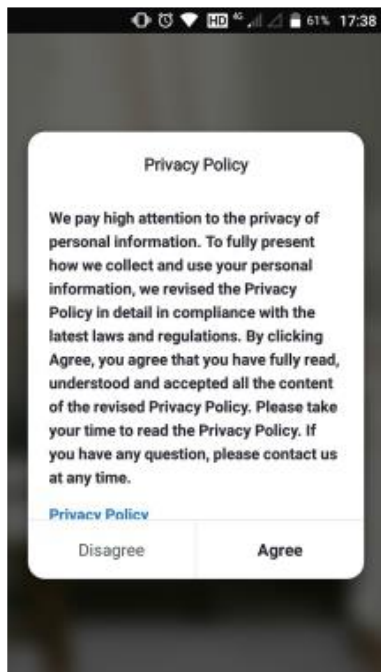 HD 4G 61% 17:38
Privacy Policy
We pay high attention to the privacy of
personal information. To fully present
how we collect and use your personal
information, we revised the Privacy
Policy in detail in compliance with the
latest laws and regulations. By clicking
Agree, you agree that you have fully read,
understood and accepted all the content
of the revised Privacy Policy. Please take
your time to read the Privacy Policy. If
you have any question, please contact us
at any time.
Privacy Policy
Disagree Agree